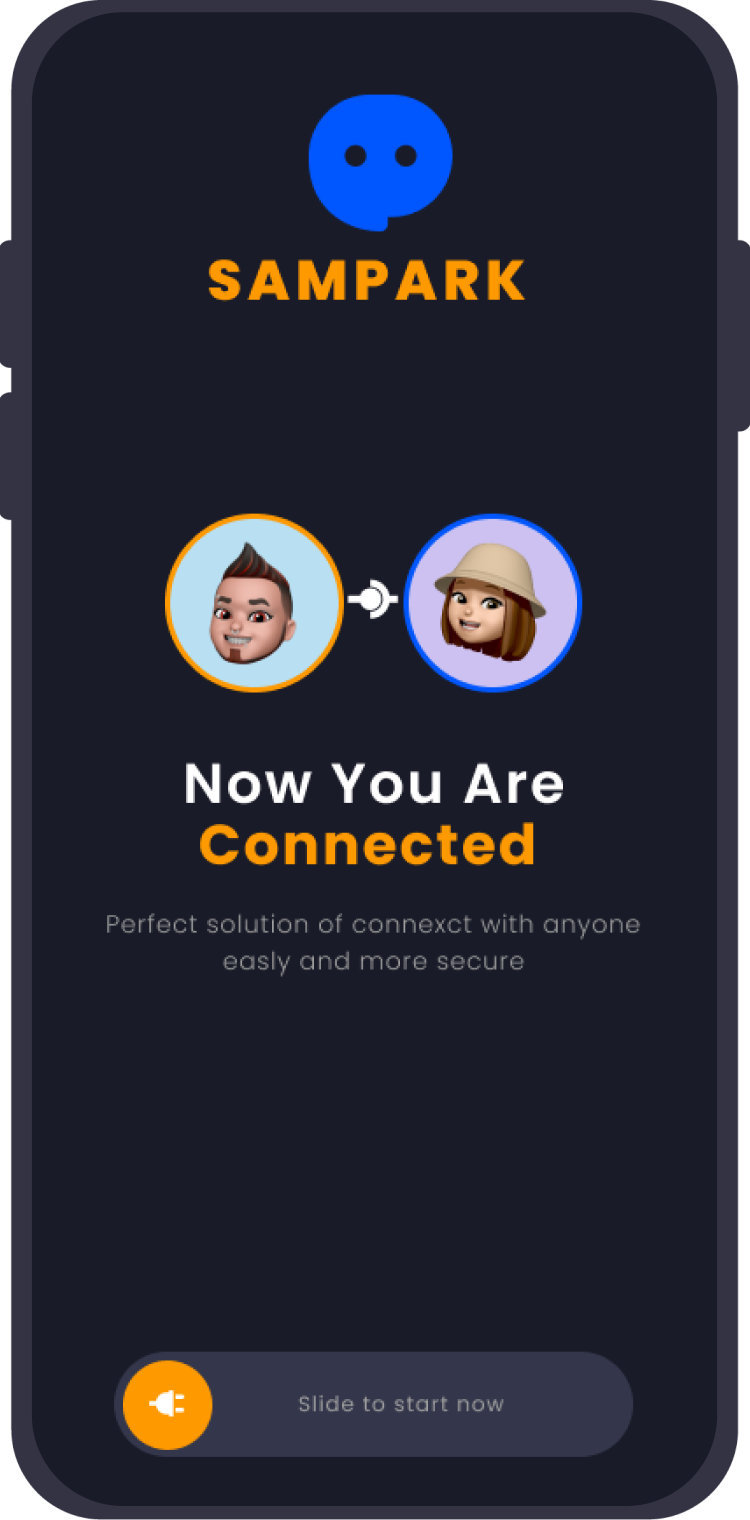 SAMPARK
Now You Are
Connected
Perfect solution of connexct with anyone
easly and more secure
Slide to start now